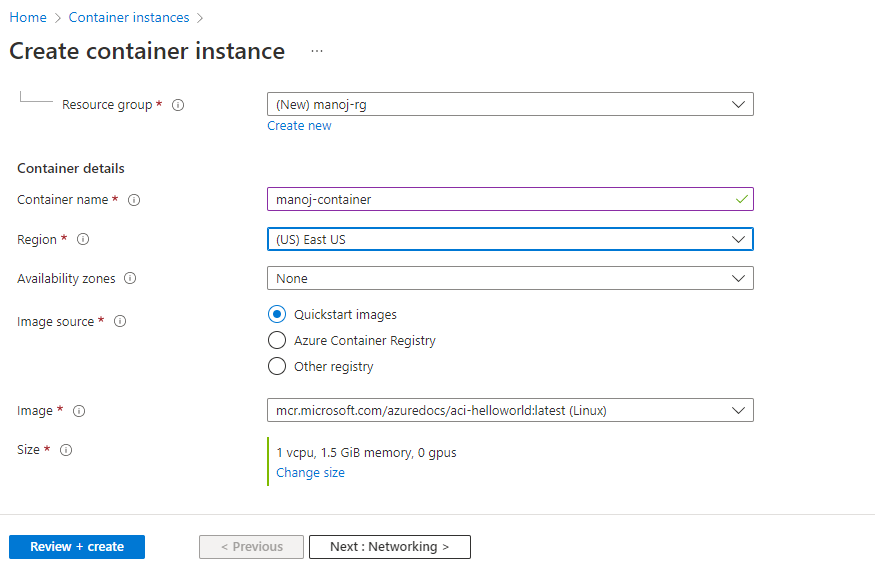 Home > Container instances >
Create container instance ...
Resource group * (New) manoj-rg
Create new
Container details
Container name * manoj-container
Region * (US) East US
Availability zones None
Image source * Quickstart images
Azure Container Registry
Other registry
Image * mcr.microsoft.com/azuredocs/aci-helloworld:latest (Linux)
Size * 1 vcpu, 1.5 GiB memory, 0 gpus
Change size
Review + create < Previous Next : Networking >